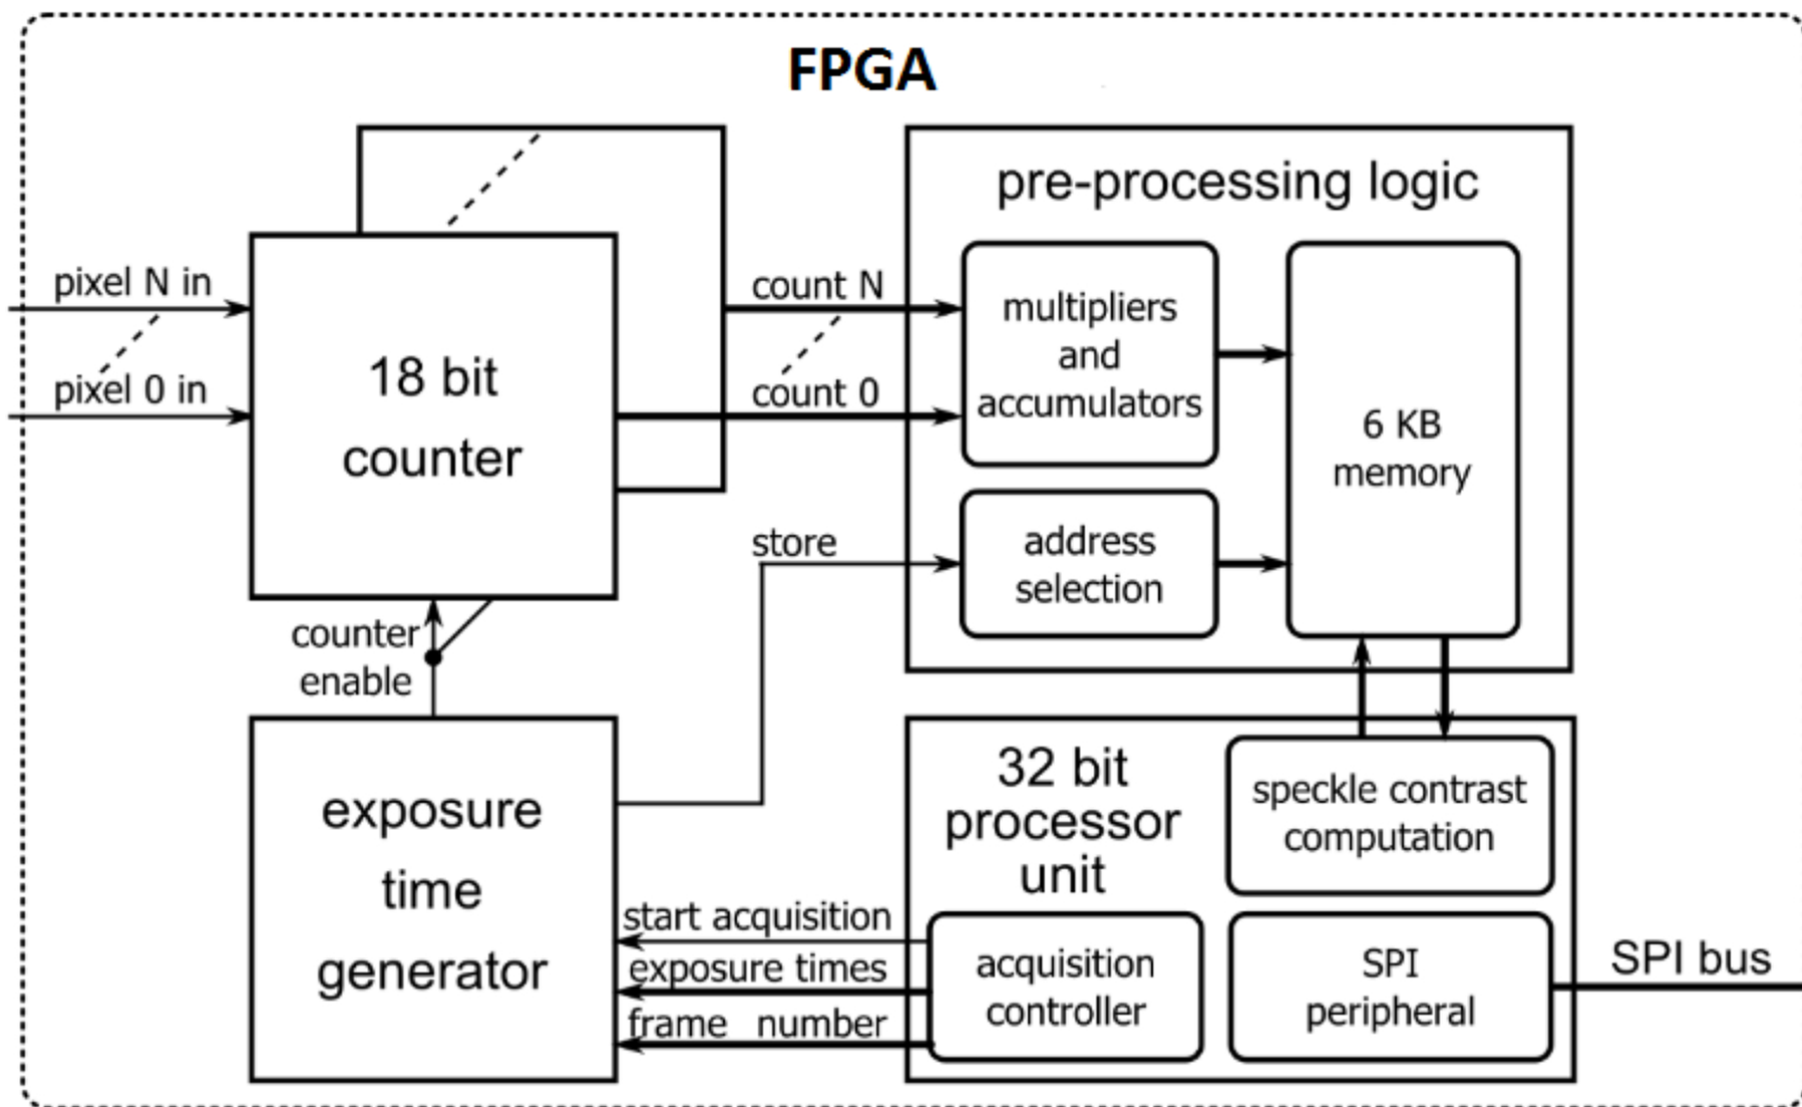 FPGA
pixel N in
pixel 0 in
18 bit
counter
count N
count 0
pre-processing logic
multipliers
and
accumulators
6 KB
memory
store
address
selection
counter
enable
exposure
time
generator
32 bit
processor
unit
speckle contrast
computation
start acquisition
exposure times
frame number
acquisition
controller
SPI
peripheral
SPI bus